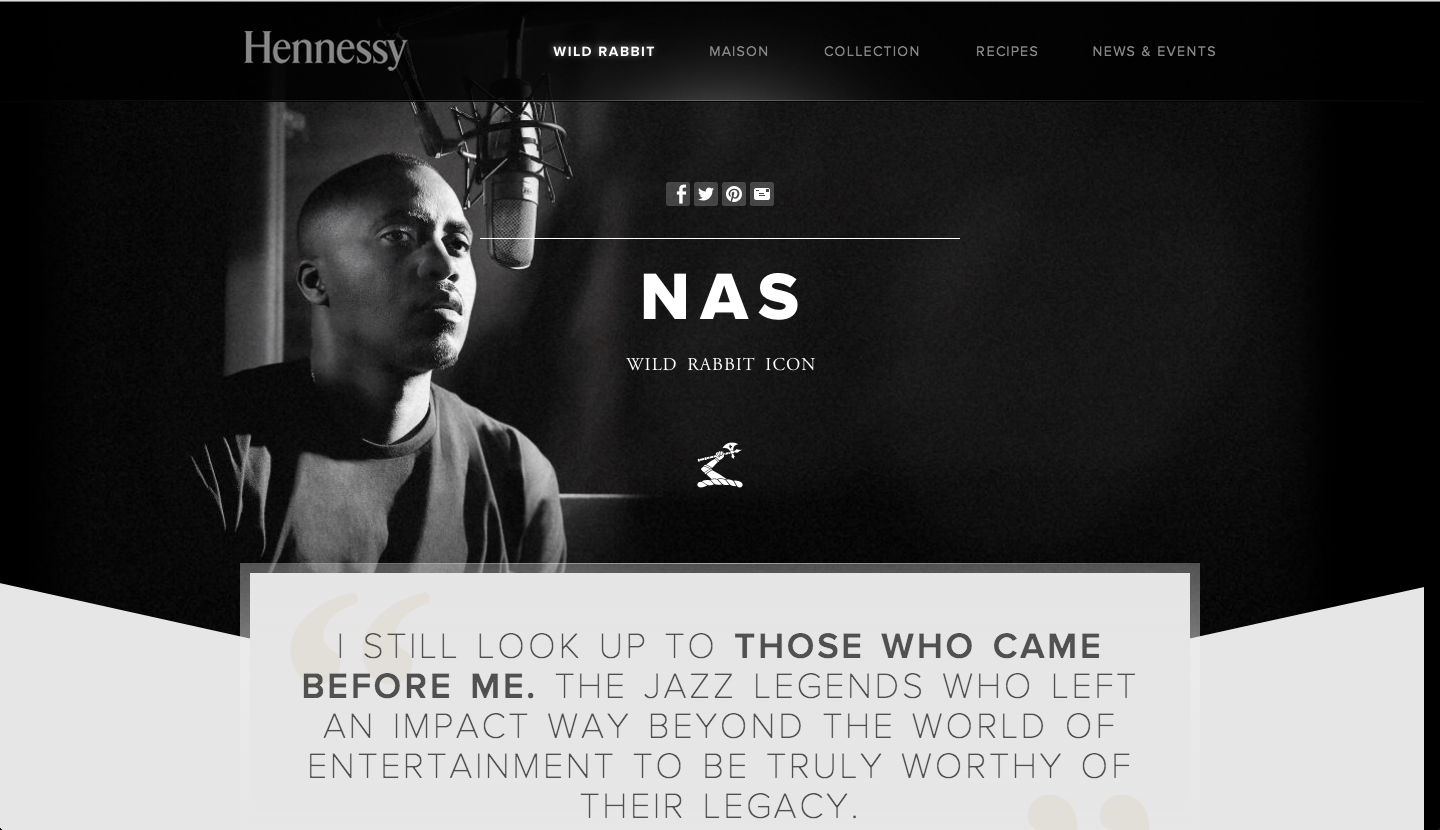 Hennessy
WILD RABBIT
MAISON
COLLECTION
RECIPES
NEWS & EVENTS
NAS
WILD RABBIT ICON
I STILL LOOK UP TO THOSE WHO CAME
BEFORE ME. THE JAZZ LEGENDS WHO LEFT
AN IMPACT WAY BEYOND THE WORLD OF
ENTERTAINMENT TO BE TRULY WORTHY OF
THEIR LEGACY.